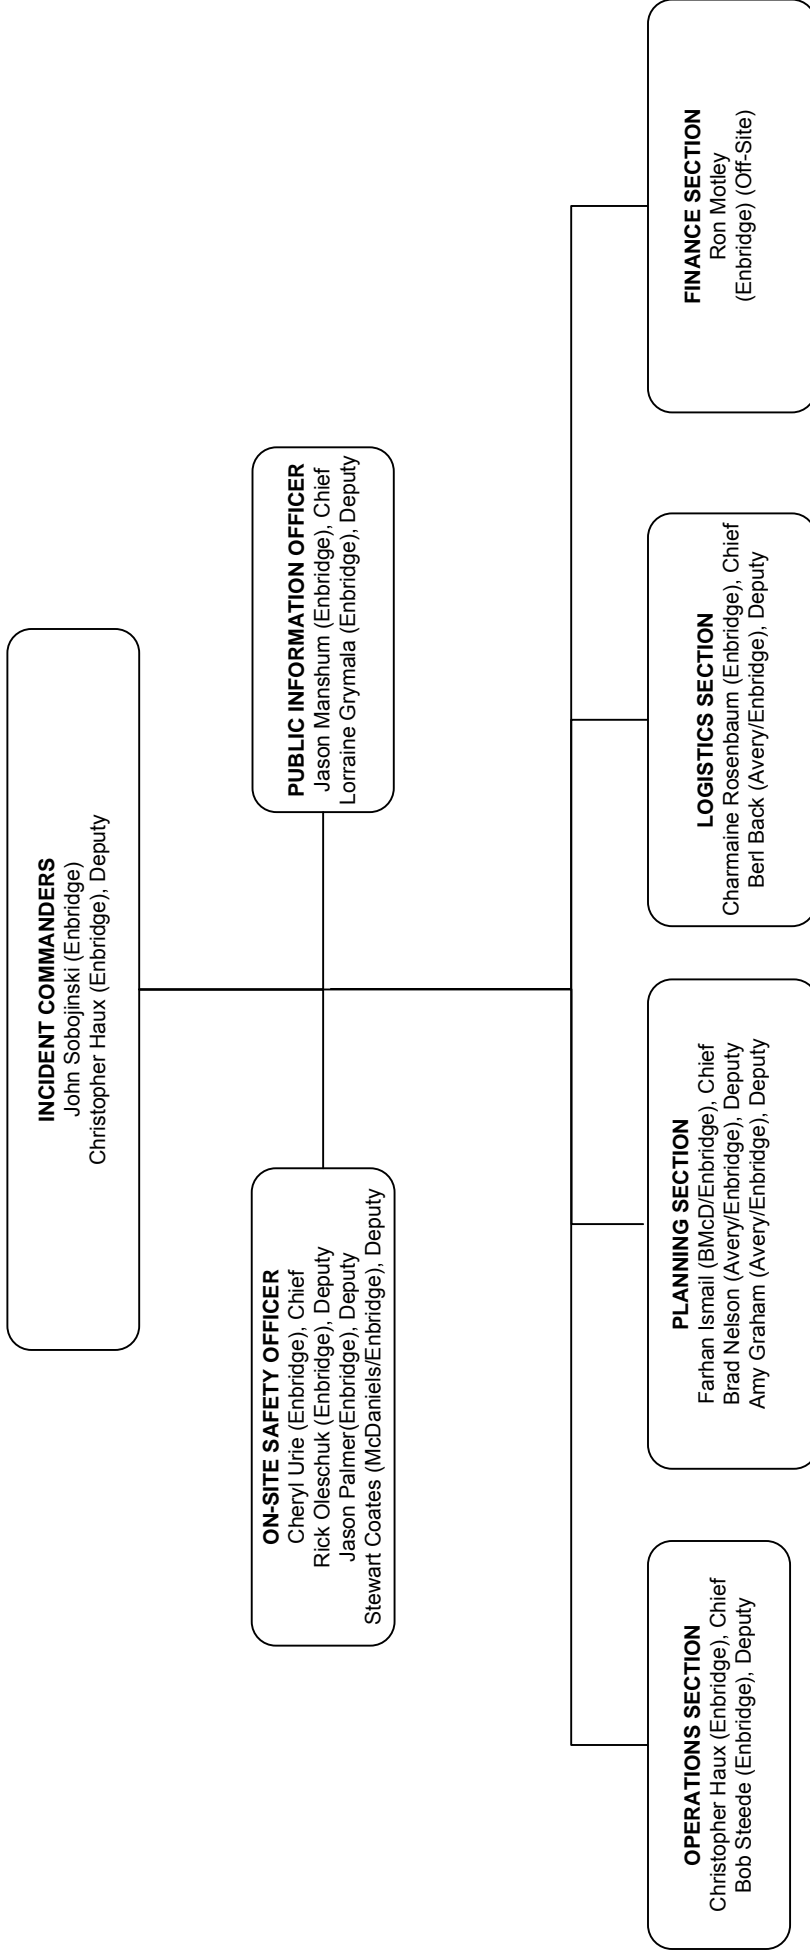 INCIDENT COMMANDERS
John Sobojinski (Enbridge)
Christopher Haux (Enbridge), Deputy
ON-SITE SAFETY OFFICER
Cheryl Urie (Enbridge), Chief
Rick Oleschuk (Enbridge), Deputy
Jason Palmer(Enbridge), Deputy
Stewart Coates (McDaniels/Enbridge), Deputy
PUBLIC INFORMATION OFFICER
Jason Manshum (Enbridge), Chief
Lorraine Grymala (Enbridge), Deputy
OPERATIONS SECTION
Christopher Haux (Enbridge), Chief
Bob Steede (Enbridge), Deputy
PLANNING SECTION
Farhan Ismail (BMcD/Enbridge), Chief
Brad Nelson (Avery/Enbridge), Deputy
Amy Graham (Avery/Enbridge), Deputy
LOGISTICS SECTION
Charmaine Rosenbaum (Enbridge), Chief
Berl Back (Avery/Enbridge), Deputy
FINANCE SECTION
Ron Motley
(Enbridge) (Off-Site)